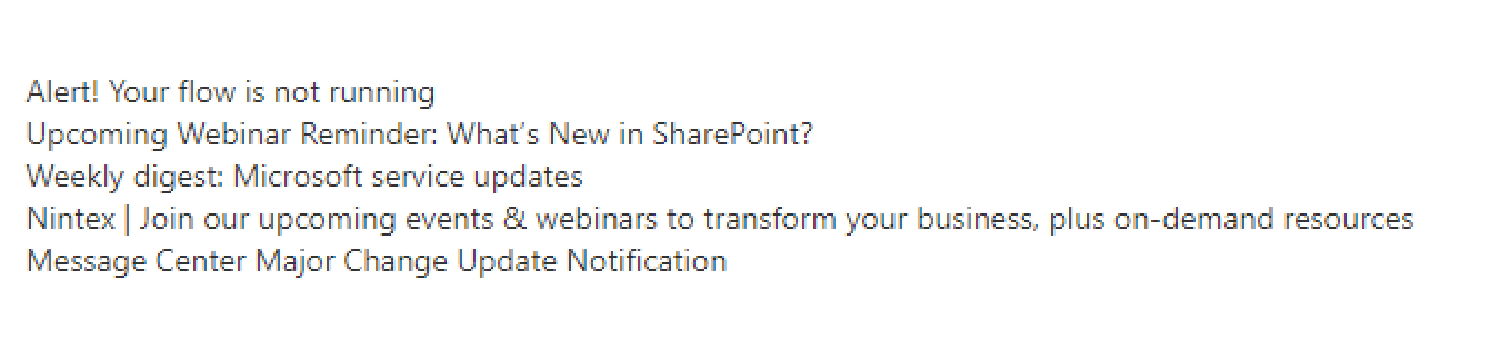 Alert! Your flow is not running
Upcoming Webinar Reminder: What's New in SharePoint?
Weekly digest: Microsoft service updates
Nintex | Join our upcoming events & webinars to transform your business, plus on-demand resources
Message Center Major Change Update Notification